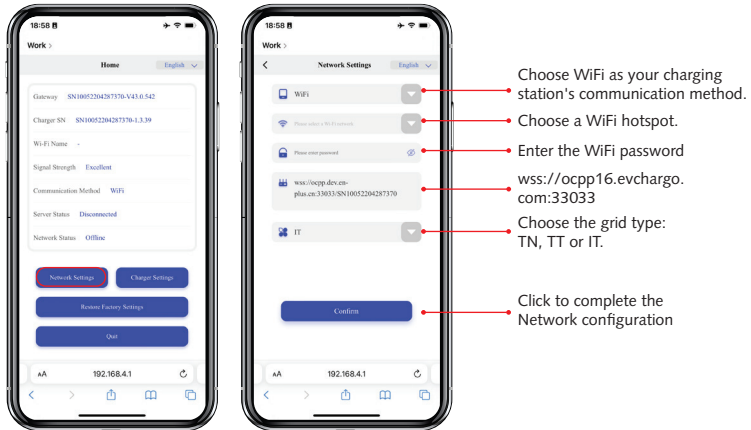 18:58
Work >
Home
English
Gateway SN10052204287370-V43.0.542
Charger SN SN10052204287370-1.3.39
Wi-Fi Name -
Signal Strength Excellent
Communication Method WiFi
Server Status Disconnected
Network Status Offline
Network Settings
Charger Settings
Restore Factory Settings
Quit
AA 192.168.4.1
18:58
Work >
Network Settings
English
WiFi
Please select a Wi-Fi network
Please your password
wss://ocpp.dev.en-
plus.cn:33033/SN10052204287370
IT
Confirm
AA 192.168.4.1
Choose WiFi as your charging
station's communication method.
Choose a WiFi hotspot.
Enter the WiFi password
wss://ocpp16.evchargo.
com:33033
Choose the grid type:
TN, TT or IT.
Click to complete the
Network configuration